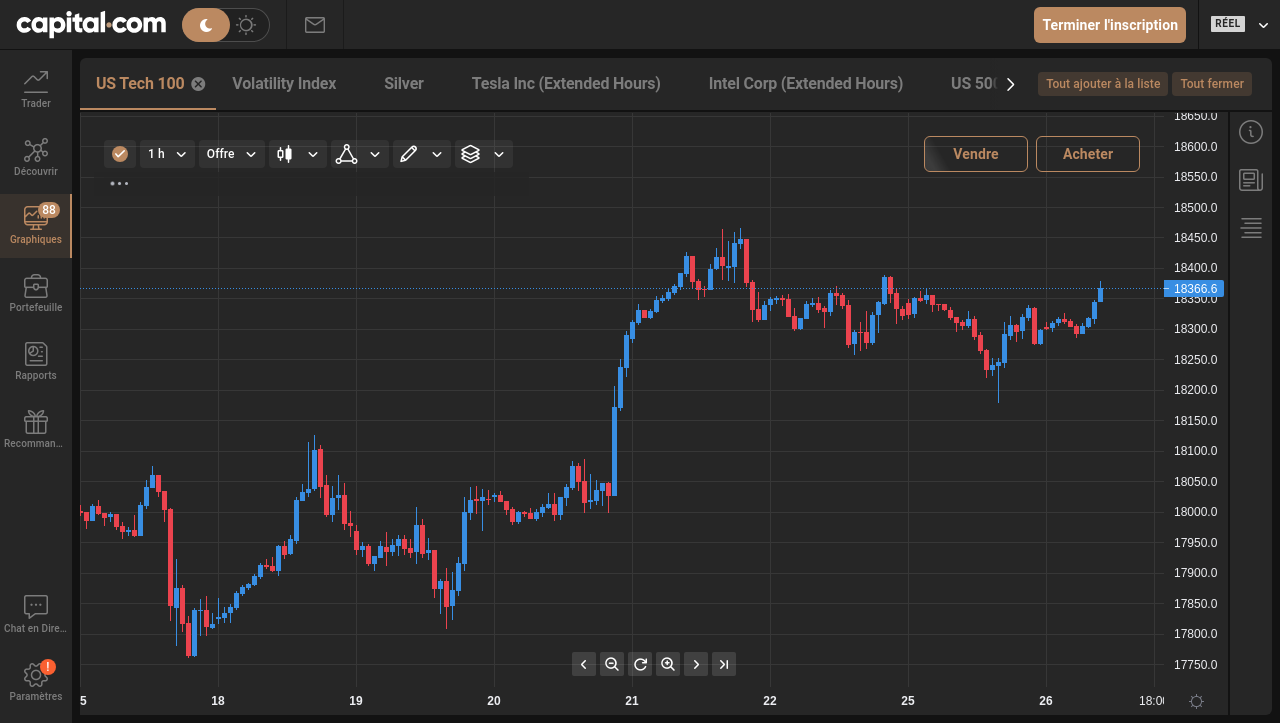 capital.com
Terminer l'inscription
RÉEL
Trader
Découvrir
88
Graphiques
Portefeuille
Rapports
Recomman...
Chat en Dire...
!
Paramètres
US Tech 100
Volatility Index
Silver
Tesla Inc (Extended Hours)
Intel Corp (Extended Hours)
US 500
Tout ajouter à la liste
Tout fermer
1 h
Offre
Vendre
Acheter
18650.0
18600.0
18550.0
18500.0
18450.0
18400.0
18366.6
18350.0
18300.0
18250.0
18200.0
18150.0
18100.0
18050.0
18000.0
17950.0
17900.0
17850.0
17800.0
17750.0
5
18
19
20
21
22
25
26
18:00